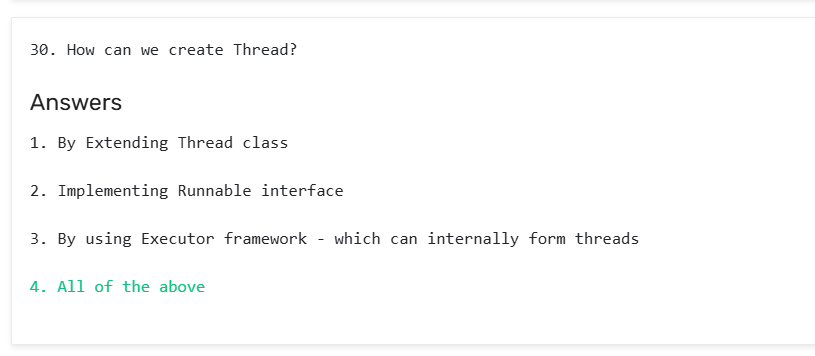 30. How can we create Thread?
Answers
1. By Extending Thread class
2. Implementing Runnable interface
3. By using Executor framework - which can internally form threads
4. All of the above